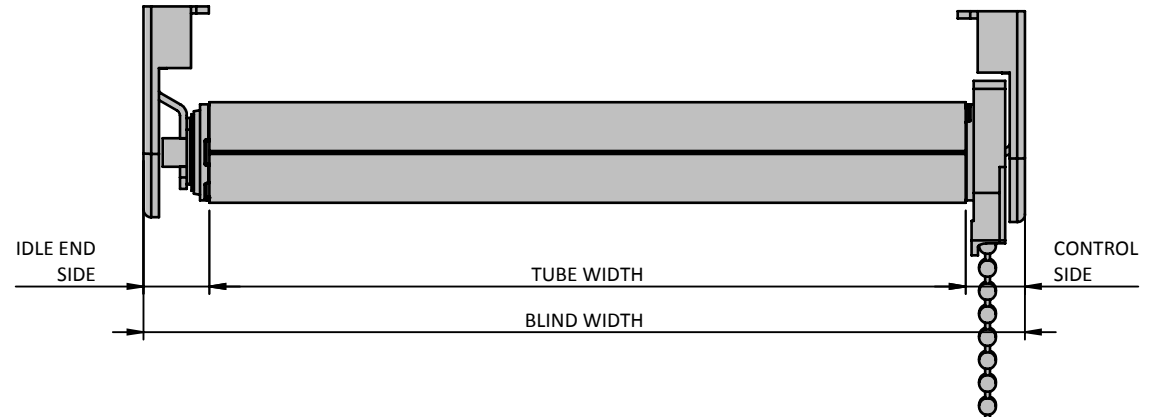 IDLE END
SIDE
TUBE WIDTH
CONTROL
SIDE
BLIND WIDTH